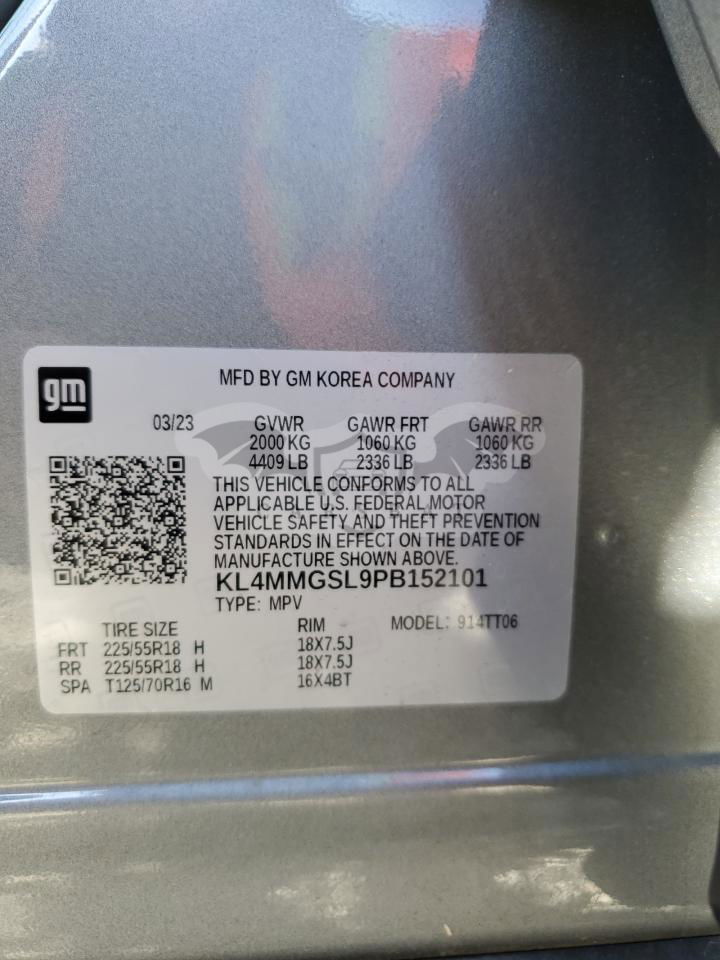 gm
MFD BY GM KOREA COMPANY
03/23 GVWR GAWR FRT GAWR RR
2000 KG 1060 KG 1060 KG
4409 LB 2336 LB 2336 LB
THIS VEHICLE CONFORMS TO ALL
APPLICABLE U.S. FEDERAL MOTOR
VEHICLE SAFETY AND THEFT PREVENTION
STANDARDS IN EFFECT ON THE DATE OF
MANUFACTURE SHOWN ABOVE.
KL4MMGSL9PB152101
TYPE: MPV
TIRE SIZE RIM MODEL: 914TT06
FRT 225/55R18 H 18X7.5J
RR 225/55R18 H 18X7.5J
SPA T125/70R16 M 16X4BT